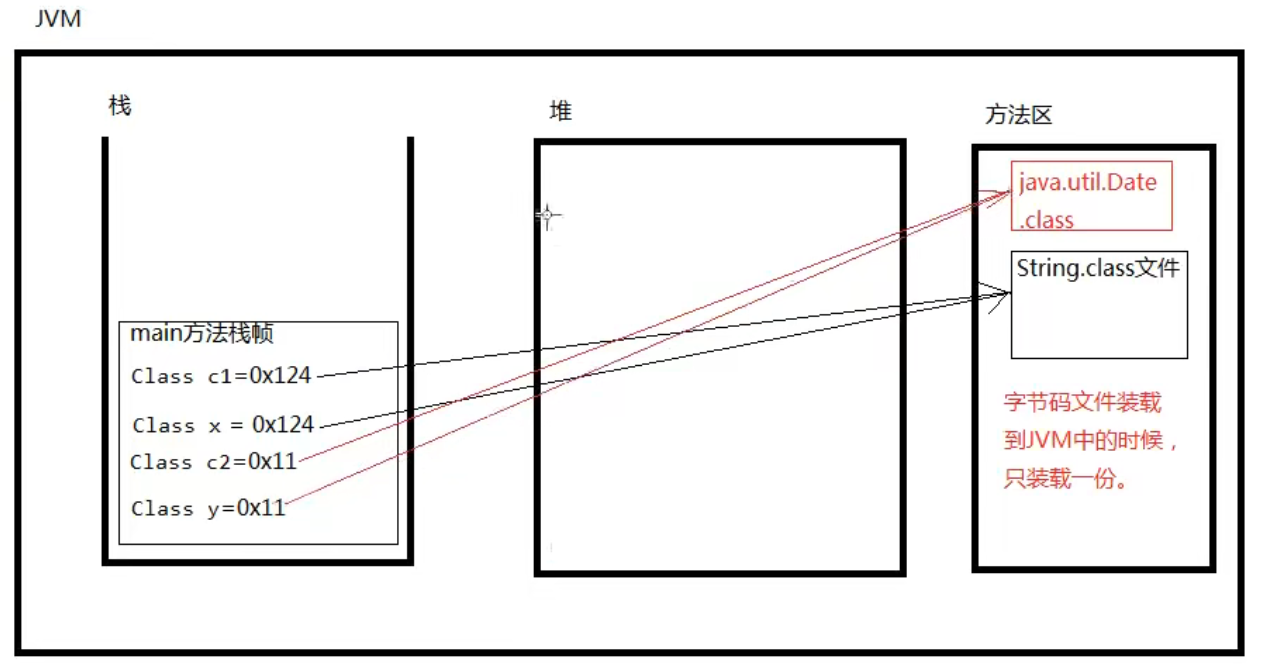 JVM
栈
堆
方法区
java.util.Date
.class
String.class文件
main方法栈帧
Class c1=0x124
Class x = 0x124
Class c2=0x11
Class y=0x11
字节码文件装载
到JVM中的时候，
只装载一份。